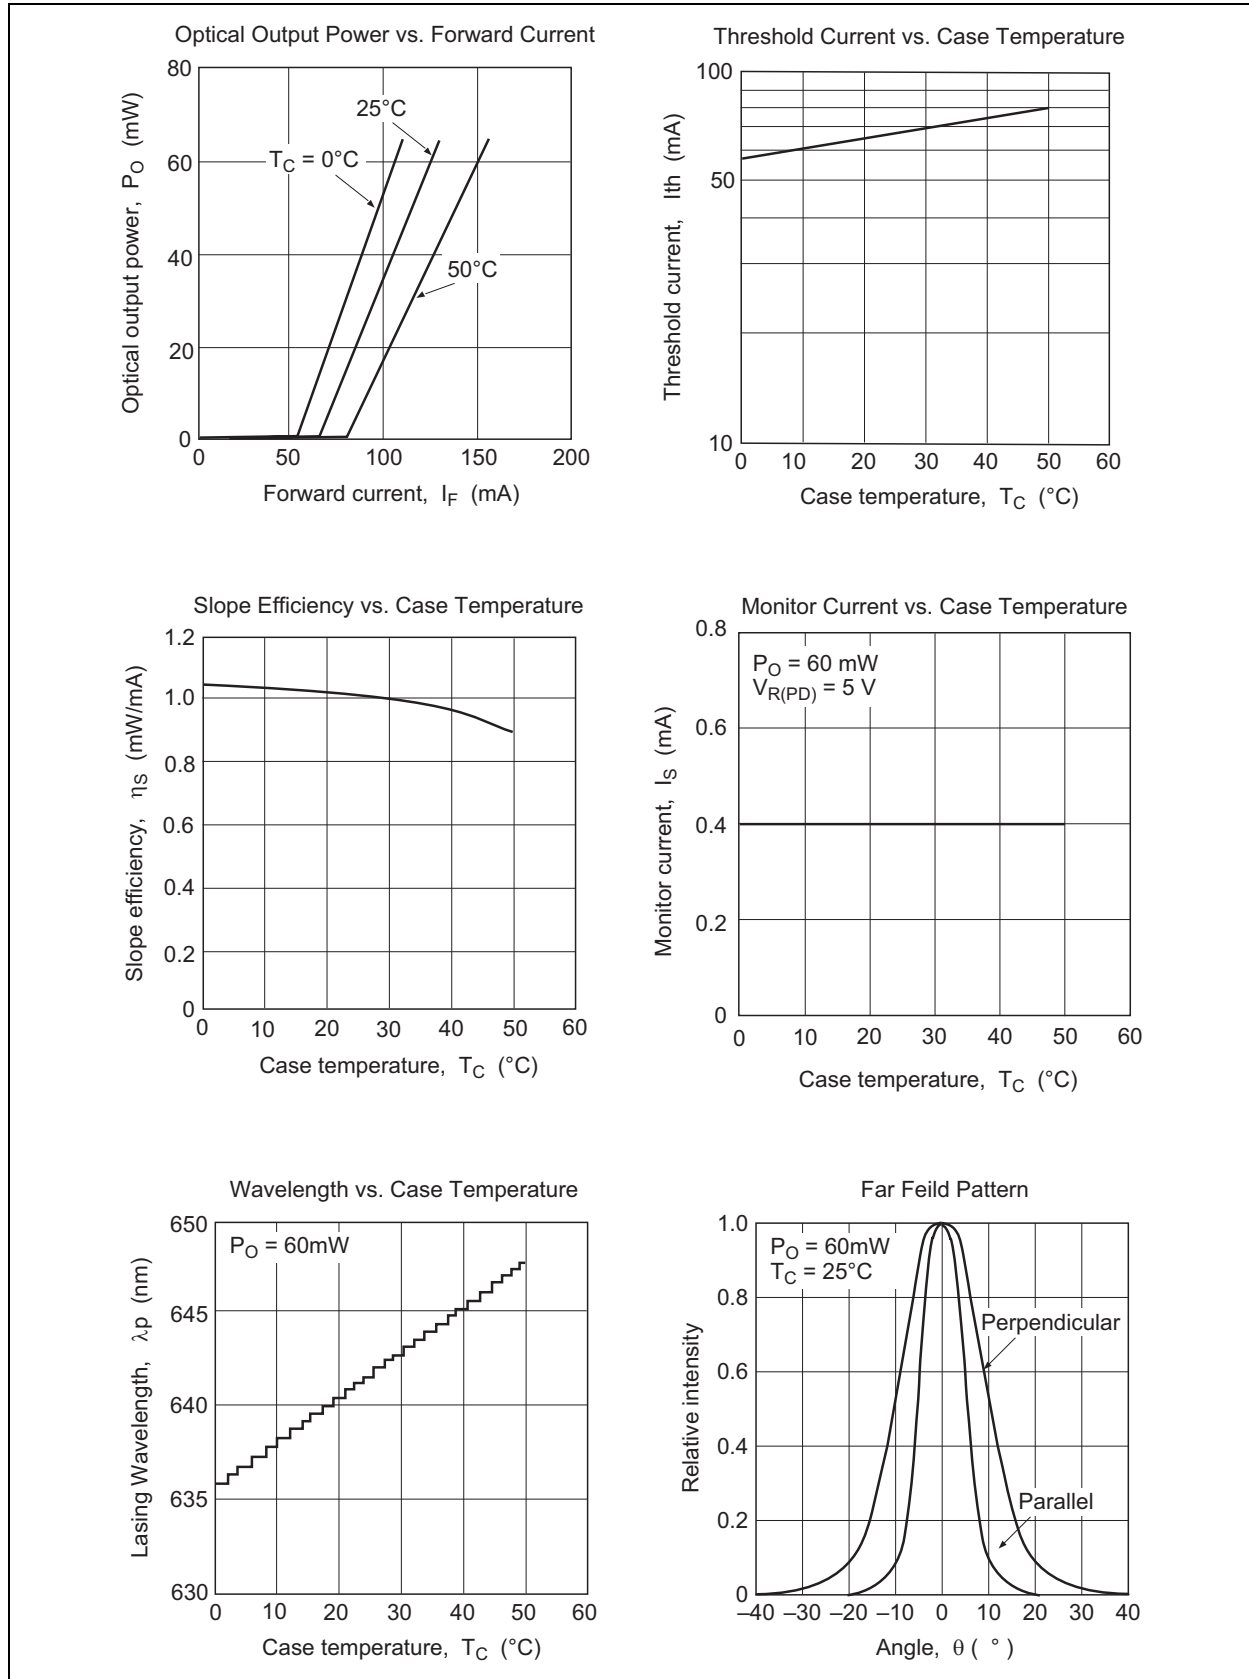 Optical Output Power vs. Forward Current
80
60
40
20
0
0 50 100 150 200
Optical output power, PO (mW)
Forward current, IF (mA)
TC = 0°C
25°C
50°C
Threshold Current vs. Case Temperature
100
50
10
0 10 20 30 40 50 60
Threshold current, Ith (mA)
Case temperature, TC (°C)
Slope Efficiency vs. Case Temperature
1.2
1.0
0.8
0.6
0.4
0.2
0
0 10 20 30 40 50 60
Slope efficiency, ηS (mW/mA)
Case temperature, TC (°C)
Monitor Current vs. Case Temperature
0.8
0.6
0.4
0.2
0
0 10 20 30 40 50 60
PO = 60 mW
VR(PD) = 5 V
Monitor current, IS (mA)
Case temperature, TC (°C)
Wavelength vs. Case Temperature
650
645
640
635
630
0 10 20 30 40 50 60
PO = 60mW
Lasing Wavelength, λp (nm)
Case temperature, TC (°C)
Far Feild Pattern
1.0
0.8
0.6
0.4
0.2
0
–40 –30 –20 –10 0 10 20 30 40
PO = 60mW
TC = 25°C
Perpendicular
Parallel
Relative intensity
Angle, θ ( ° )